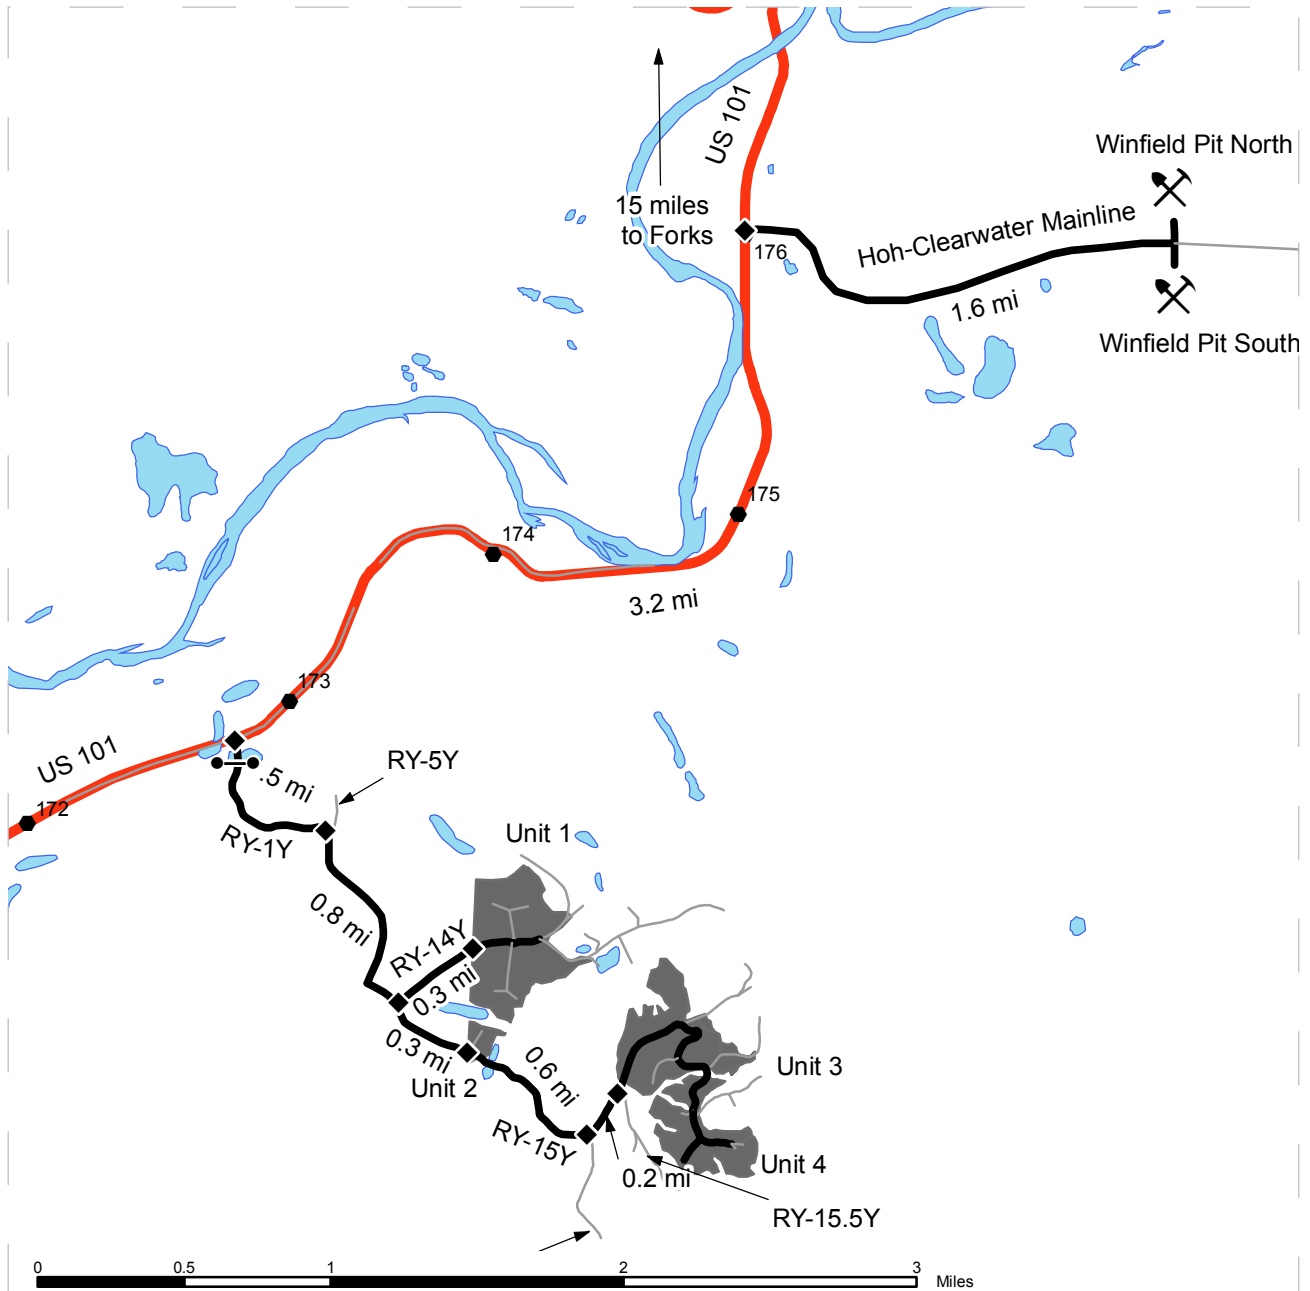 US 101
Winfield Pit North
15 miles
to Forks
Hoh-Clearwater Mainline
176
1.6 mi
Winfield Pit South
175
174
3.2 mi
173
US 101
.5 mi
RY-5Y
172
RY-1Y
Unit 1
0.8 mi
RY-14Y
0.3 mi
0.3 mi
Unit 2
0.6 mi
Unit 3
RY-15Y
Unit 4
0.2 mi
RY-15.5Y
0 0.5 1 2 3
Miles